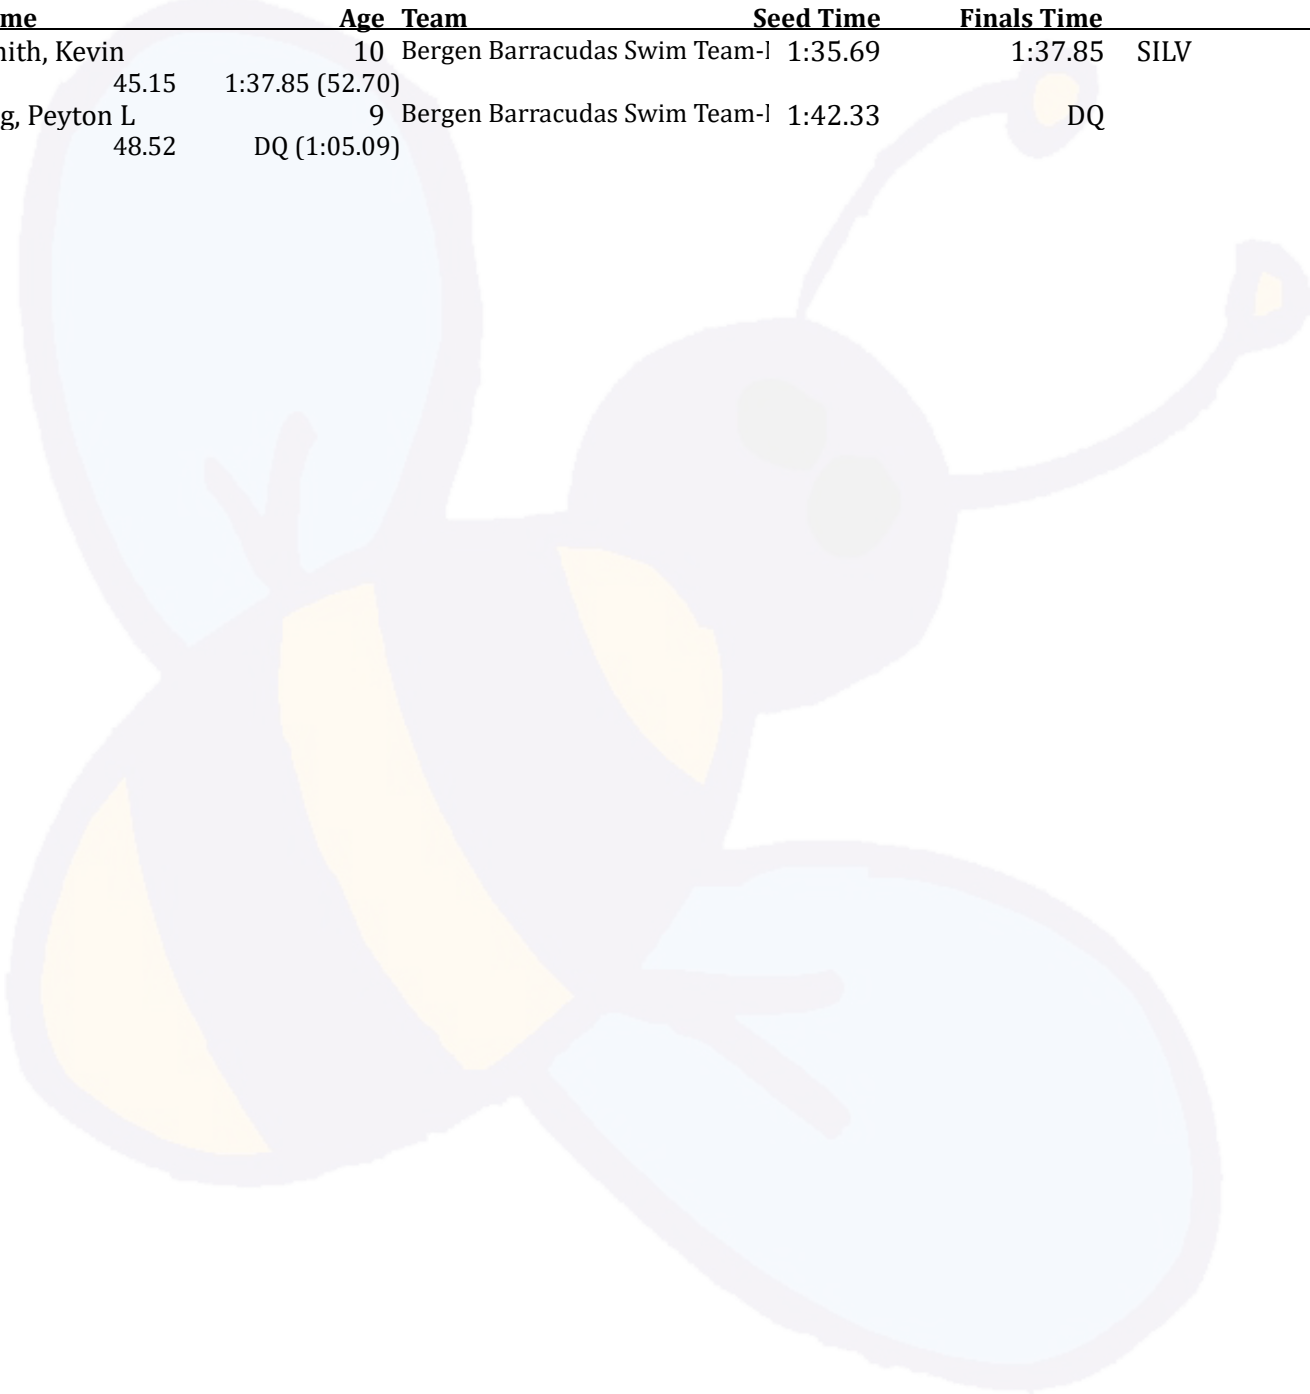 me Age Team Seed Time Finals Time
ith, Kevin 10 Bergen Barracudas Swim Team- 1:35.69 1:37.85 SILV
45.15 1:37.85 (52.70)
g, Peyton L 9 Bergen Barracudas Swim Team- 1:42.33 DQ
48.52 DQ (1:05.09)